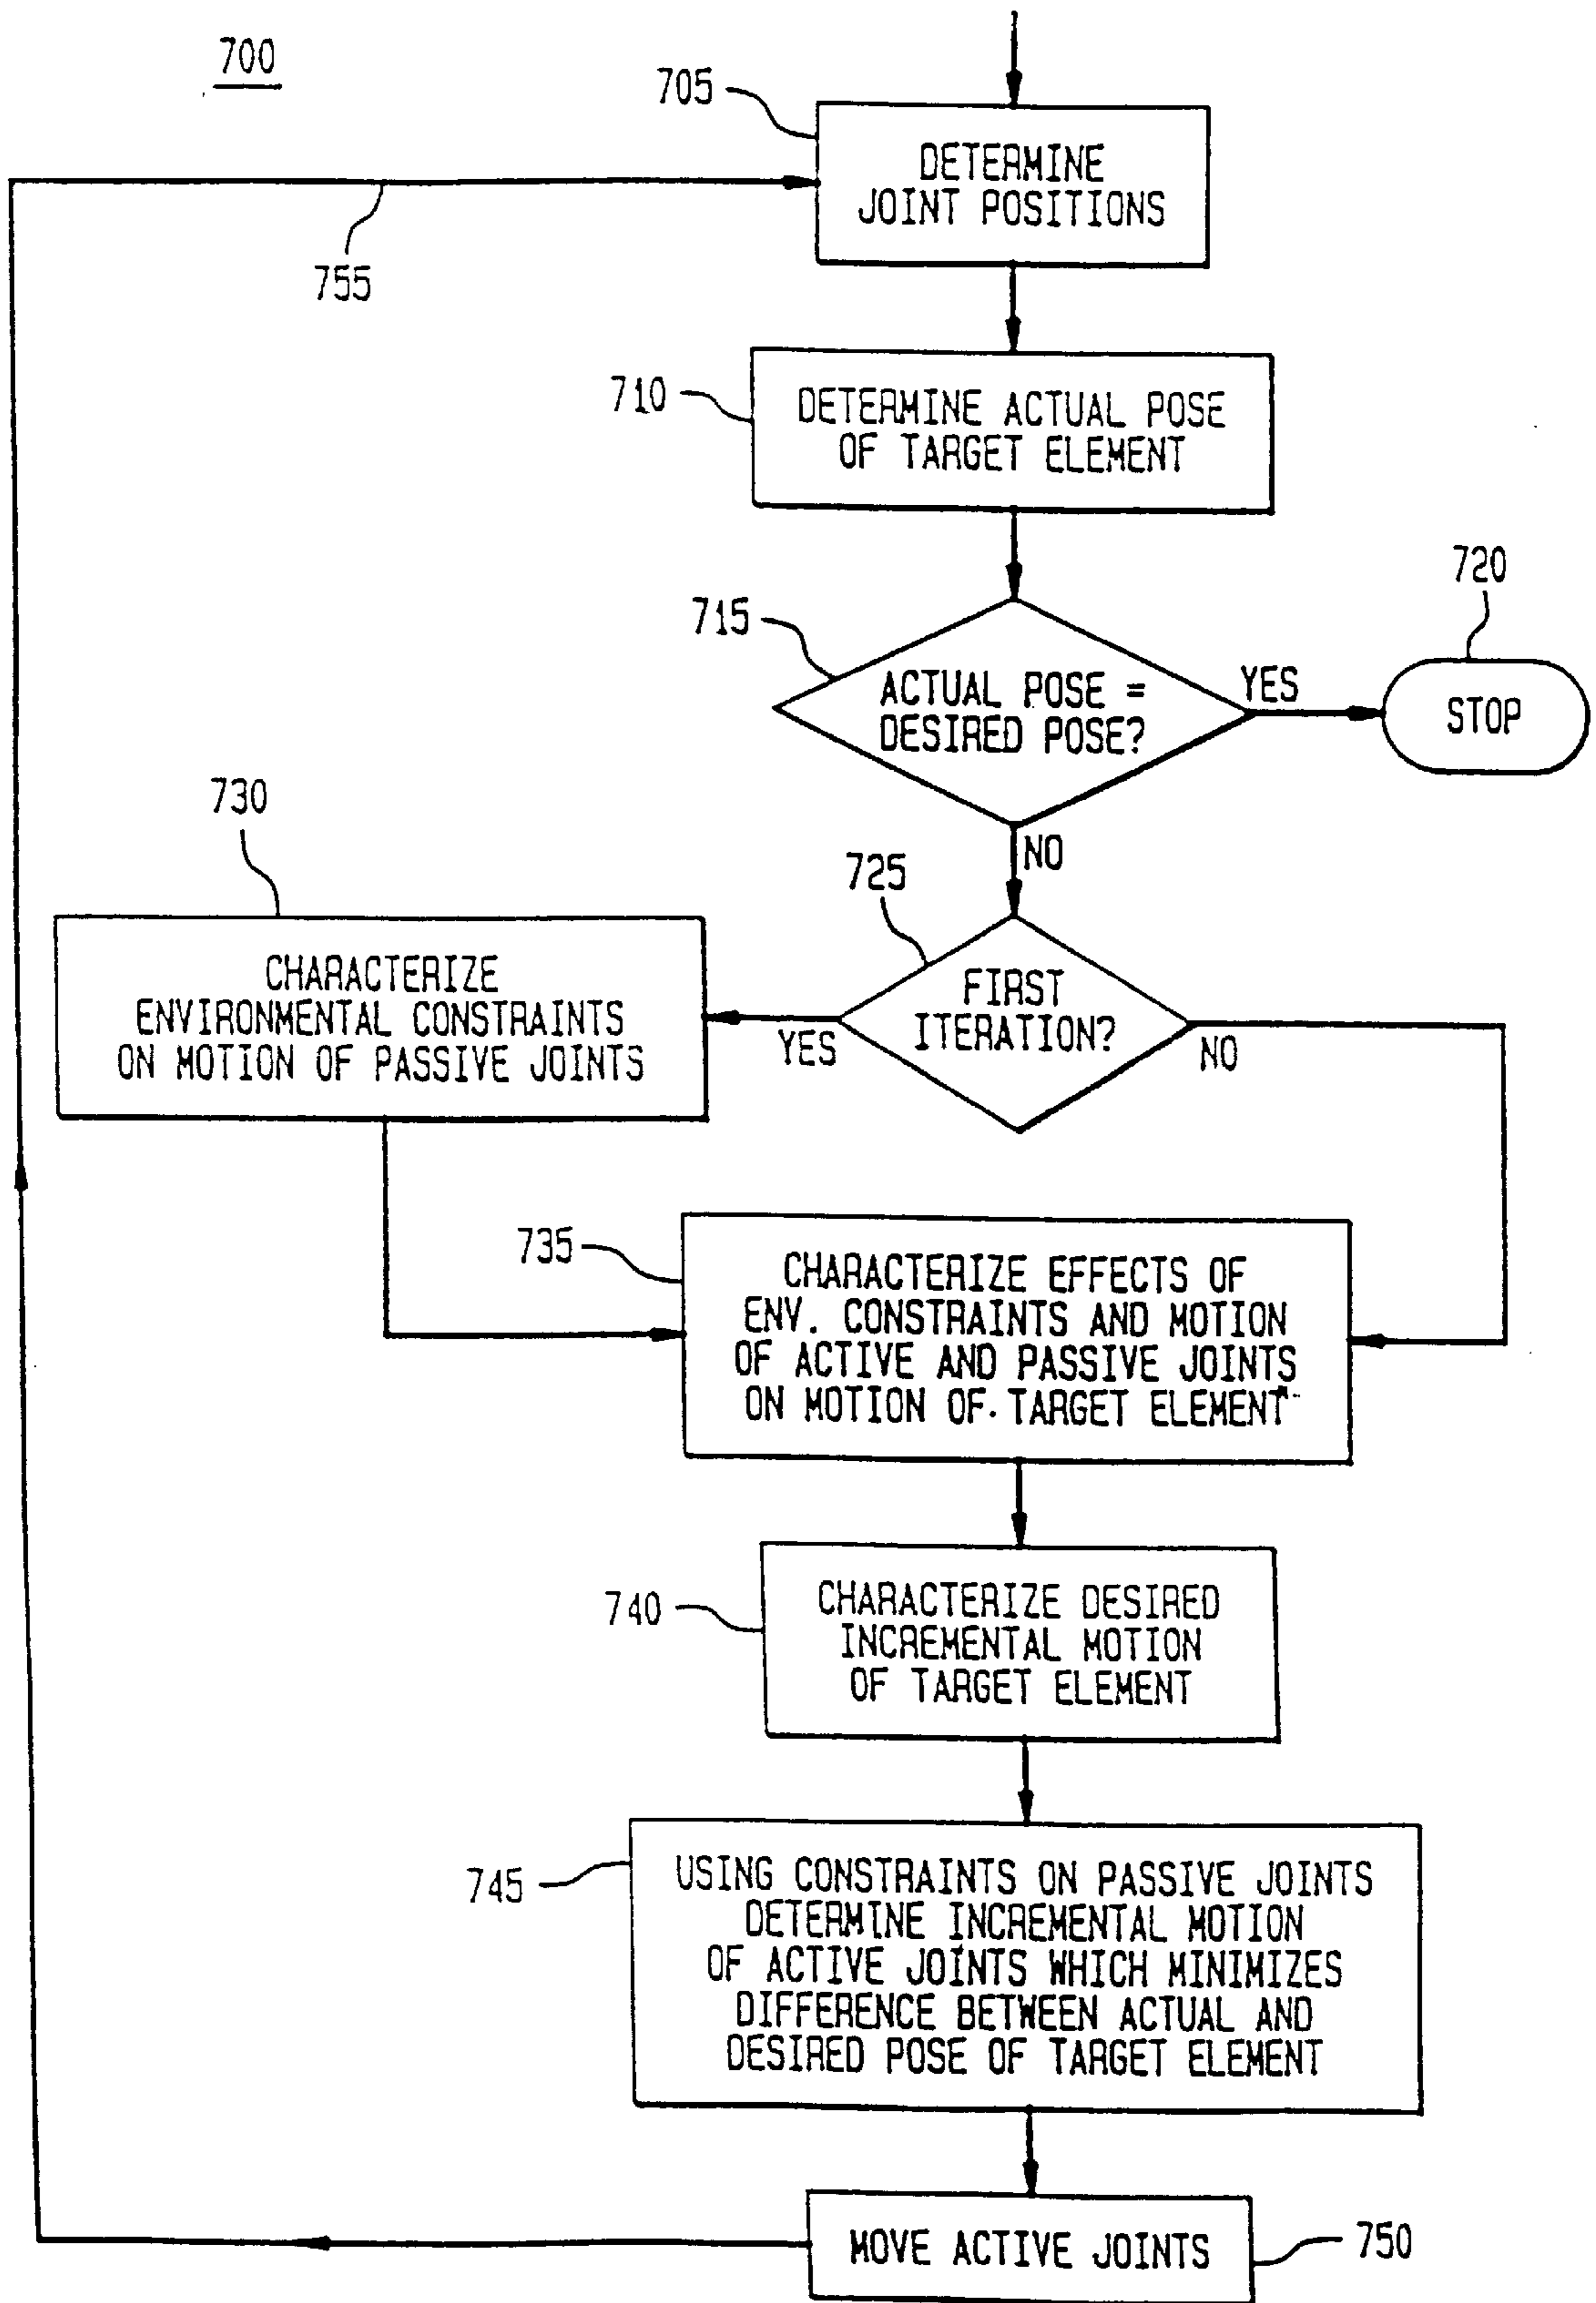 700
705
DETERMINE
JOINT POSITIONS
755
710
DETERMINE ACTUAL POSE
OF TARGET ELEMENT
715
ACTUAL POSE =
DESIRED POSE?
YES
720
STOP
NO
725
FIRST
ITERATION?
YES
NO
730
CHARACTERIZE
ENVIRONMENTAL CONSTRAINTS
ON MOTION OF PASSIVE JOINTS
735
CHARACTERIZE EFFECTS OF
ENV. CONSTRAINTS AND MOTION
OF ACTIVE AND PASSIVE JOINTS
ON MOTION OF TARGET ELEMENT
740
CHARACTERIZE DESIRED
INCREMENTAL MOTION
OF TARGET ELEMENT
745
USING CONSTRAINTS ON PASSIVE JOINTS
DETERMINE INCREMENTAL MOTION
OF ACTIVE JOINTS WHICH MINIMIZES
DIFFERENCE BETWEEN ACTUAL AND
DESIRED POSE OF TARGET ELEMENT
MOVE ACTIVE JOINTS
750